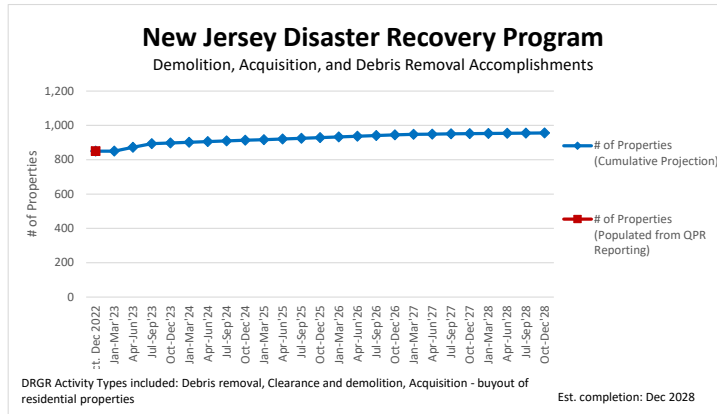 New Jersey Disaster Recovery Program
Demolition, Acquisition, and Debris Removal Accomplishments
# of Properties
1,200
1,000
800
600
400
200
0
ct. Dec 2022
Jan-Mar'23
Apr-Jun'23
Jul-Sep'23
Oct-Dec'23
Jan-Mar'24
Apr-Jun'24
Jul-Sep'24
Oct-Dec'24
Jan-Mar'25
Apr-Jun'25
Jul-Sep'25
Oct-Dec'25
Jan-Mar'26
Apr-Jun'26
Jul-Sep'26
Oct-Dec'26
Jan-Mar'27
Apr-Jun'27
Jul-Sep'27
Oct-Dec'27
Jan-Mar'28
Apr-Jun'28
Jul-Sep'28
Oct-Dec'28
# of Properties
(Cumulative Projection)
# of Properties
(Populated from QPR
Reporting)
DRGR Activity Types included: Debris removal, Clearance and demolition, Acquisition - buyout of
residential properties
Est. completion: Dec 2028